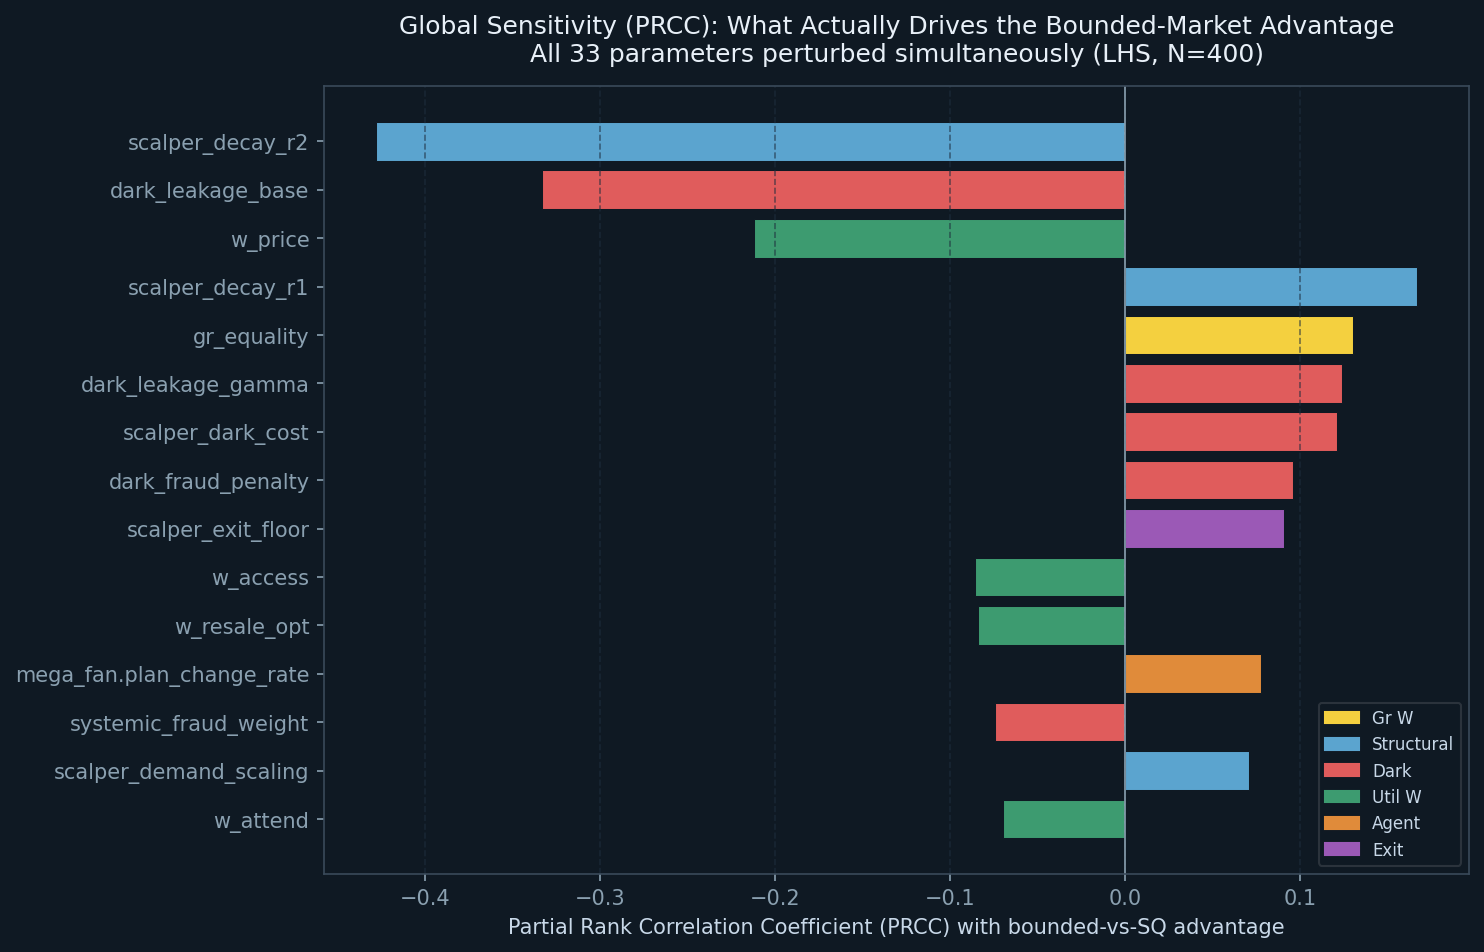 Global Sensitivity (PRCC): What Actually Drives the Bounded-Market Advantage
All 33 parameters perturbed simultaneously (LHS, N=400)
scalper_decay_r2
dark_leakage_base
w_price
scalper_decay_r1
gr_equality
dark_leakage_gamma
scalper_dark_cost
dark_fraud_penalty
scalper_exit_floor
w_access
w_resale_opt
mega_fan.plan_change_rate
systemic_fraud_weight
scalper_demand_scaling
w_attend
Gr W
Structural
Dark
Util W
Agent
Exit
−0.4 −0.3 −0.2 −0.1 0.0 0.1
Partial Rank Correlation Coefficient (PRCC) with bounded-vs-SQ advantage